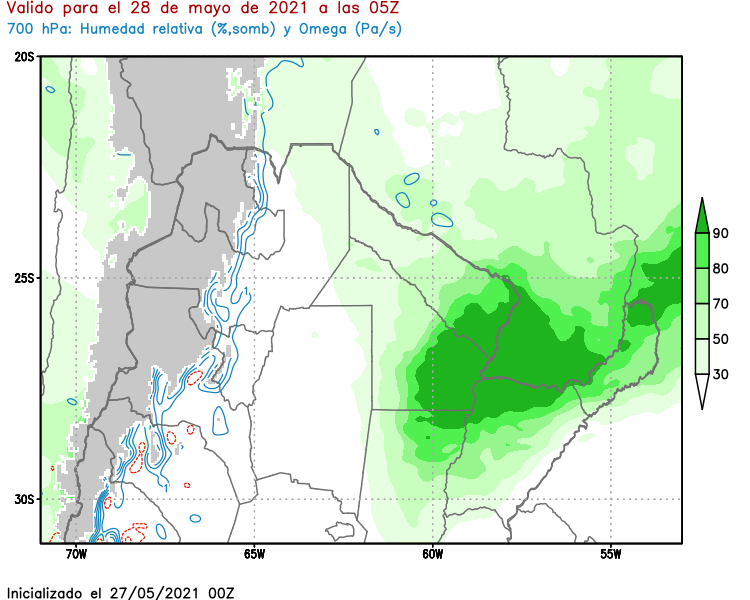 Valido para el 28 de mayo de 2021 a las 05Z
700 hPa: Humedad relativa (%,somb) y Omega (Pa/s)
20S
25S
30S
70W 65W 60W 55W
90
80
70
50
30
Inicializado el 27/05/2021 00Z